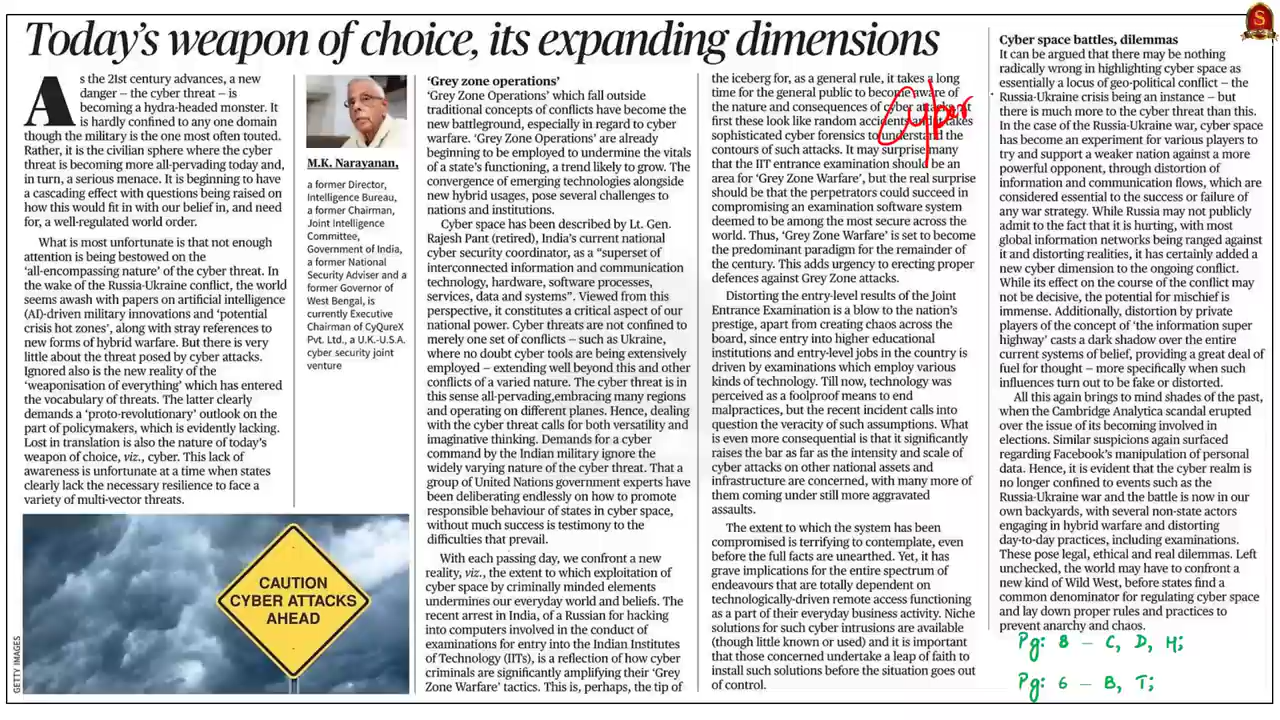 Today's weapon of choice, its expanding dimensions
As the 21st century advances, a new
danger – the cyber threat – is
becoming a hydra-headed monster. It
is hardly confined to any one domain
though the military is the one most often touted.
Rather, it is the civilian sphere where the cyber
threat is becoming more all-pervading today and,
in turn, a serious menace. It is beginning to have
a cascading effect with questions being raised on
how this would fit in with our belief in, and need
for, a well-regulated world order.
What is most unfortunate is that not enough
attention is being bestowed on the
'all-encompassing nature' of the cyber threat. In
the wake of the Russia-Ukraine conflict, the world
seems awash with papers on artificial intelligence
(AI)-driven military innovations and 'potential
crisis hot zones', along with stray references to
new forms of hybrid warfare. But there is very
little about the threat posed by cyber attacks.
Ignored also is the new reality of the
'weaponisation of everything' which has entered
the vocabulary of threats. The latter clearly
demands a 'proto-revolutionary' outlook on the
part of policymakers, which is evidently lacking.
Lost in translation is also the nature of today's
weapon of choice, viz., cyber. This lack of
awareness is unfortunate at a time when states
clearly lack the necessary resilience to face a
variety of multi-vector threats.
CAUTION
CYBER ATTACKS
AHEAD
GETTY IMAGES
M.K. Narayanan,
a former Director,
Intelligence Bureau,
a former Chairman,
Joint Intelligence
Committee,
Government of India,
a former National
Security Adviser and a
former Governor of
West Bengal, is
currently Executive
Chairman of CyQureX
Pvt. Ltd., a U.K.-U.S.A.
cyber security joint
venture
'Grey zone operations'
'Grey Zone Operations' which fall outside
traditional concepts of conflicts have become the
new battleground, especially in regard to cyber
warfare. 'Grey Zone Operations' are already
beginning to be employed to undermine the vitals
of a state's functioning, a trend likely to grow. The
convergence of emerging technologies alongside
new hybrid usages, pose several challenges to
nations and institutions.
Cyber space has been described by Lt. Gen.
Rajesh Pant (retired), India's current national
cyber security coordinator, as a "superset of
interconnected information and communication
technology, hardware, software processes,
services, data and systems". Viewed from this
perspective, it constitutes a critical aspect of our
national power. Cyber threats are not confined to
merely one set of conflicts – such as Ukraine,
where no doubt cyber tools are being extensively
employed – extending well beyond this and other
conflicts of a varied nature. The cyber threat is in
this sense all-pervading,embracing many regions
and operating on different planes. Hence, dealing
with the cyber threat calls for both versatility and
imaginative thinking. Demands for a cyber
command by the Indian military ignore the
widely varying nature of the cyber threat. That a
group of United Nations government experts have
been deliberating endlessly on how to promote
responsible behaviour of states in cyber space,
without much success is testimony to the
difficulties that prevail.
With each passing day, we confront a new
reality, viz., the extent to which exploitation of
cyber space by criminally minded elements
undermines our everyday world and beliefs. The
recent arrest in India, of a Russian for hacking
into computers involved in the conduct of
examinations for entry into the Indian Institutes
of Technology (IITs), is a reflection of how cyber
criminals are significantly amplifying their 'Grey
Zone Warfare' tactics. This is, perhaps, the tip of
the iceberg for, as a general rule, it takes a long
time for the general public to become aware of
the nature and consequences of cyber attacks. At
first these look like random accidents, and it takes
sophisticated cyber forensics to understand the
contours of such attacks. It may surprise many
that the IIT entrance examination should be an
area for 'Grey Zone Warfare', but the real surprise
should be that the perpetrators could succeed in
compromising an examination software system
deemed to be among the most secure across the
world. Thus, 'Grey Zone Warfare' is set to become
the predominant paradigm for the remainder of
the century. This adds urgency to erecting proper
defences against Grey Zone attacks.
Distorting the entry-level results of the Joint
Entrance Examination is a blow to the nation's
prestige, apart from creating chaos across the
board, since entry into higher educational
institutions and entry-level jobs in the country is
driven by examinations which employ various
kinds of technology. Till now, technology was
perceived as a foolproof means to end
malpractices, but the recent incident calls into
question the veracity of such assumptions. What
is even more consequential is that it significantly
raises the bar as far as the intensity and scale of
cyber attacks on other national assets and
infrastructure are concerned, with many more of
them coming under still more aggravated
assaults.
The extent to which the system has been
compromised is terrifying to contemplate, even
before the full facts are unearthed. Yet, it has
grave implications for the entire spectrum of
endeavours that are totally dependent on
technologically-driven remote access functioning
as a part of their everyday business activity. Niche
solutions for such cyber intrusions are available
(though little known or used) and it is important
that those concerned undertake a leap of faith to
install such solutions before the situation goes out
of control.
Cyber
Cyber space battles, dilemmas
It can be argued that there may be nothing
radically wrong in highlighting cyber space as
essentially a locus of geo-political conflict – the
Russia-Ukraine crisis being an instance – but
there is much more to the cyber threat than this.
In the case of the Russia-Ukraine war, cyber space
has become an experiment for various players to
try and support a weaker nation against a more
powerful opponent, through distortion of
information and communication flows, which are
considered essential to the success or failure of
any war strategy. While Russia may not publicly
admit to the fact that it is hurting, with most
global information networks being ranged against
it and distorting realities, it has certainly added a
new cyber dimension to the ongoing conflict.
While its effect on the course of the conflict may
not be decisive, the potential for mischief is
immense. Additionally, distortion by private
players of the concept of 'the information super
highway' casts a dark shadow over the entire
current systems of belief, providing a great deal of
fuel for thought – more specifically when such
influences turn out to be fake or distorted.
All this again brings to mind shades of the past,
when the Cambridge Analytica scandal erupted
over the issue of its becoming involved in
elections. Similar suspicions again surfaced
regarding Facebook's manipulation of personal
data. Hence, it is evident that the cyber realm is
no longer confined to events such as the
Russia-Ukraine war and the battle is now in our
own backyards, with several non-state actors
engaging in hybrid warfare and distorting
day-to-day practices, including examinations.
These pose legal, ethical and real dilemmas. Left
unchecked, the world may have to confront a
new kind of Wild West, before states find a
common denominator for regulating cyber space
and lay down proper rules and practices to
prevent anarchy and chaos.
Pg: 8 – C, D, H;
Pg: 6 – B, T;
S